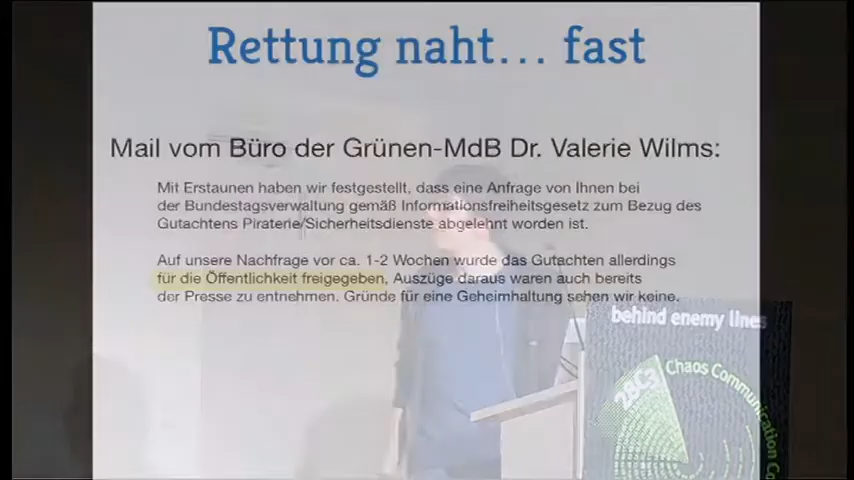 Rettung naht... fast
Mail vom Büro der Grünen-MdB Dr. Valerie Wilms:
Mit Erstaunen haben wir festgestellt, dass eine Anfrage von Ihnen bei
der Bundestagsverwaltung gemäß Informationsfreiheitsgesetz zum Bezug des
Gutachtens Piraterie/Sicherheitsdienste abgelehnt worden ist.
Auf unsere Nachfrage vor ca. 1-2 Wochen wurde das Gutachten allerdings
für die Öffentlichkeit freigegeben, Auszüge daraus waren auch bereits
der Presse zu entnehmen. Gründe für eine Geheimhaltung sehen wir keine.
behind enemy lines
28C3
Chaos Communication